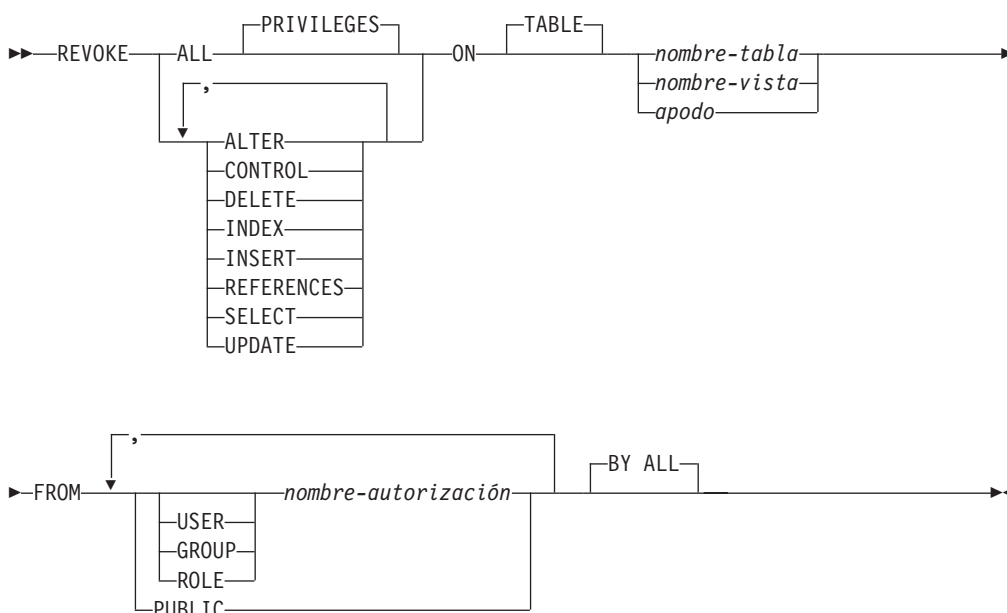 PRIVILEGES TABLE
REVOKE ALL ON nombre-tabla
, nombre-vista
apodo
ALTER
CONTROL
DELETE
INDEX
INSERT
REFERENCES
SELECT
UPDATE
,
BY ALL
FROM nombre-autorización
USER
GROUP
ROLE
PUBLIC